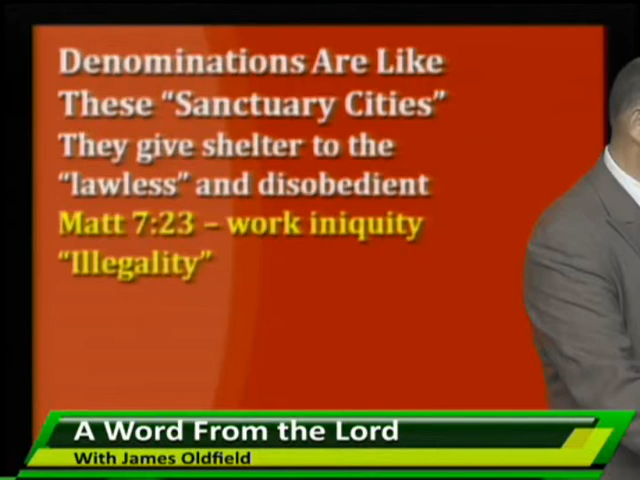 Denominations Are Like
These “Sanctuary Cities”
They give shelter to the
“lawless” and disobedient
Matt 7:23 – work iniquity
“Illegality”
A Word From the Lord
With James Oldfield